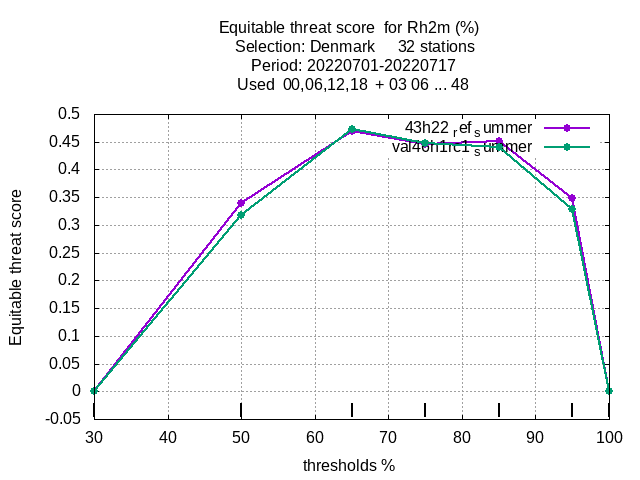 Equitable threat score for Rh2m (%)
Selection: Denmark 32 stations
Period: 20220701-20220717
Used 00,06,12,18 + 03 06 ... 48
0.5
0.45
0.4
0.35
0.3
0.25
0.2
0.15
0.1
0.05
0
-0.05
Equitable threat score
43h22 ref summer
summer
30 40 50 60 70 80 90 100
thresholds %